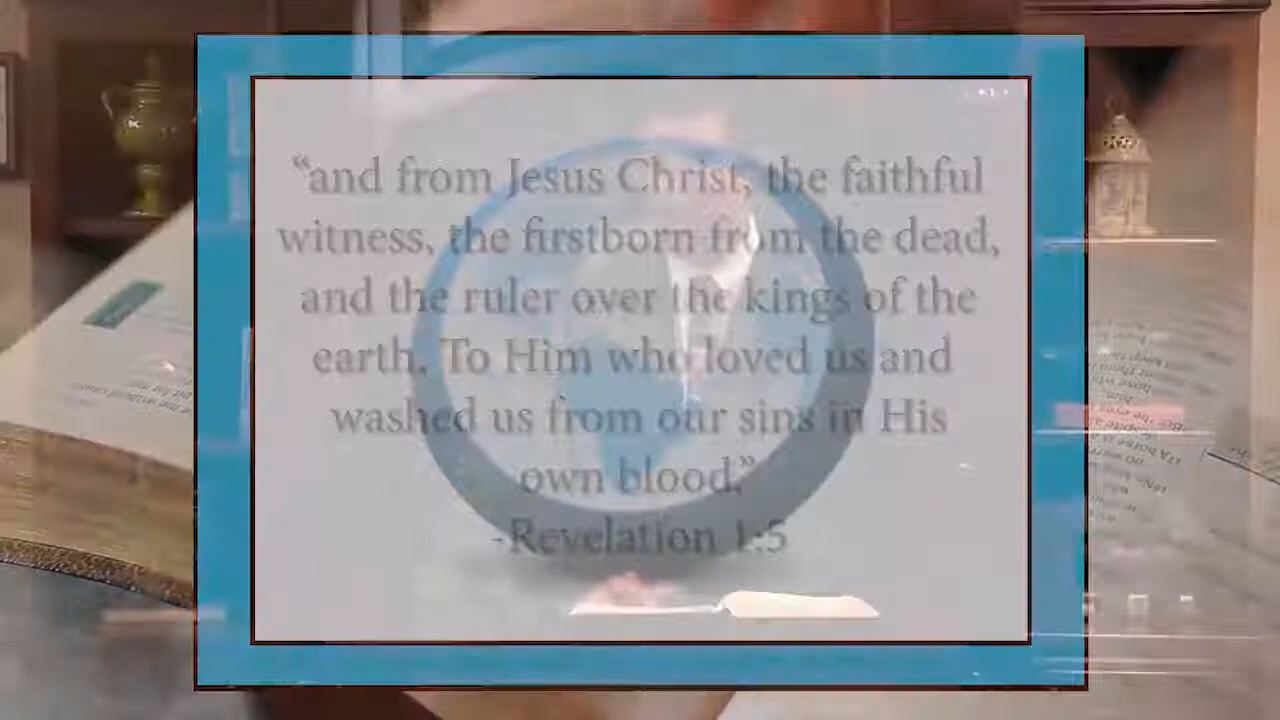 “and from Jesus Christ, the faithful
witness, the firstborn from the dead,
and the ruler over the kings of the
earth. To Him who loved us and
washed us from our sins in His
own blood.”
-Revelation 1:5